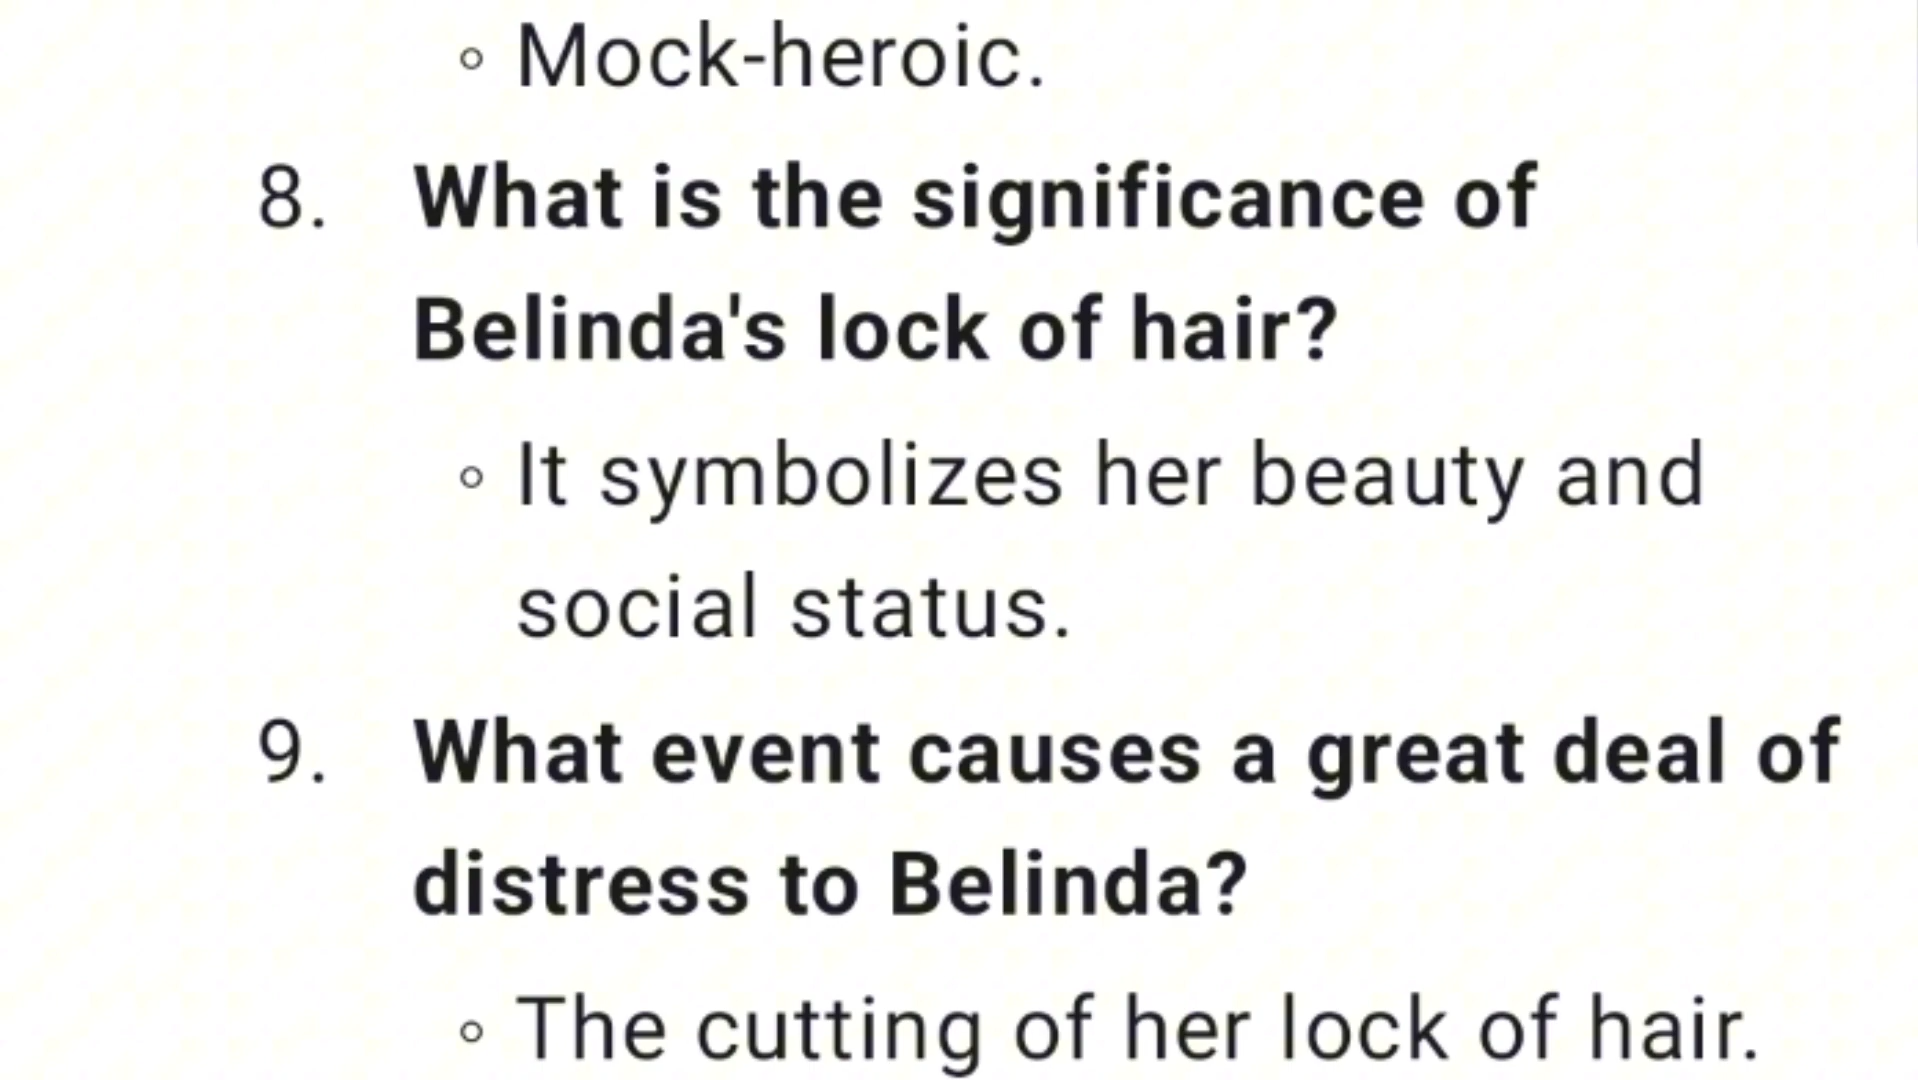 ◦ Mock-heroic.
8. What is the significance of
Belinda's lock of hair?
◦ It symbolizes her beauty and
social status.
9. What event causes a great deal of
distress to Belinda?
◦ The cutting of her lock of hair.